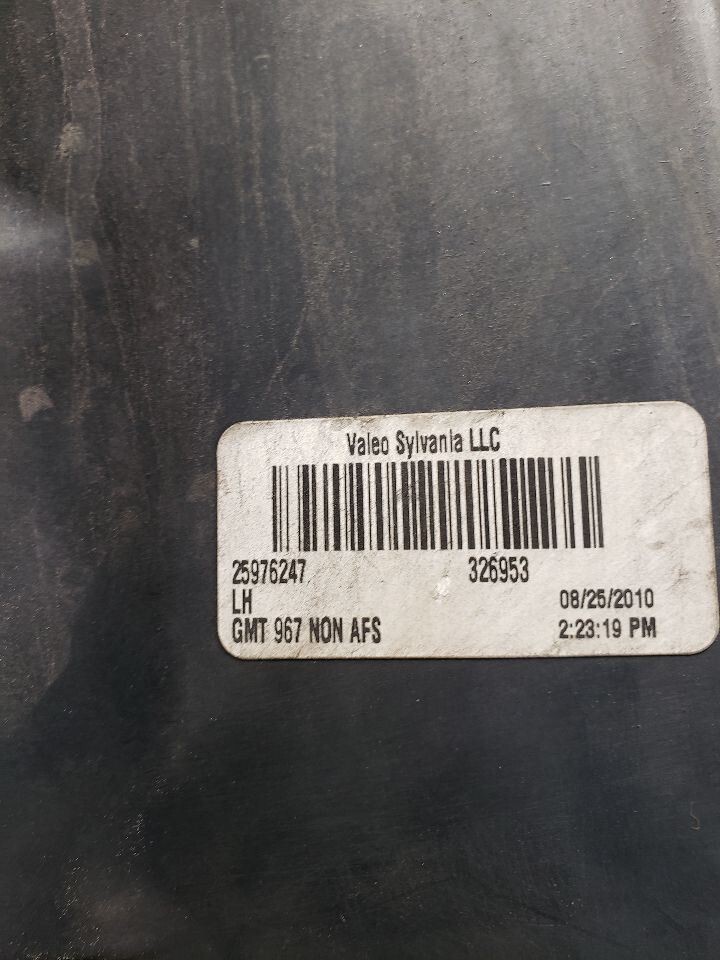 Valeo Sylvania LLC
25976247 326953
LH 08/25/2010
GMT 967 NON AFS 2:23:19 PM